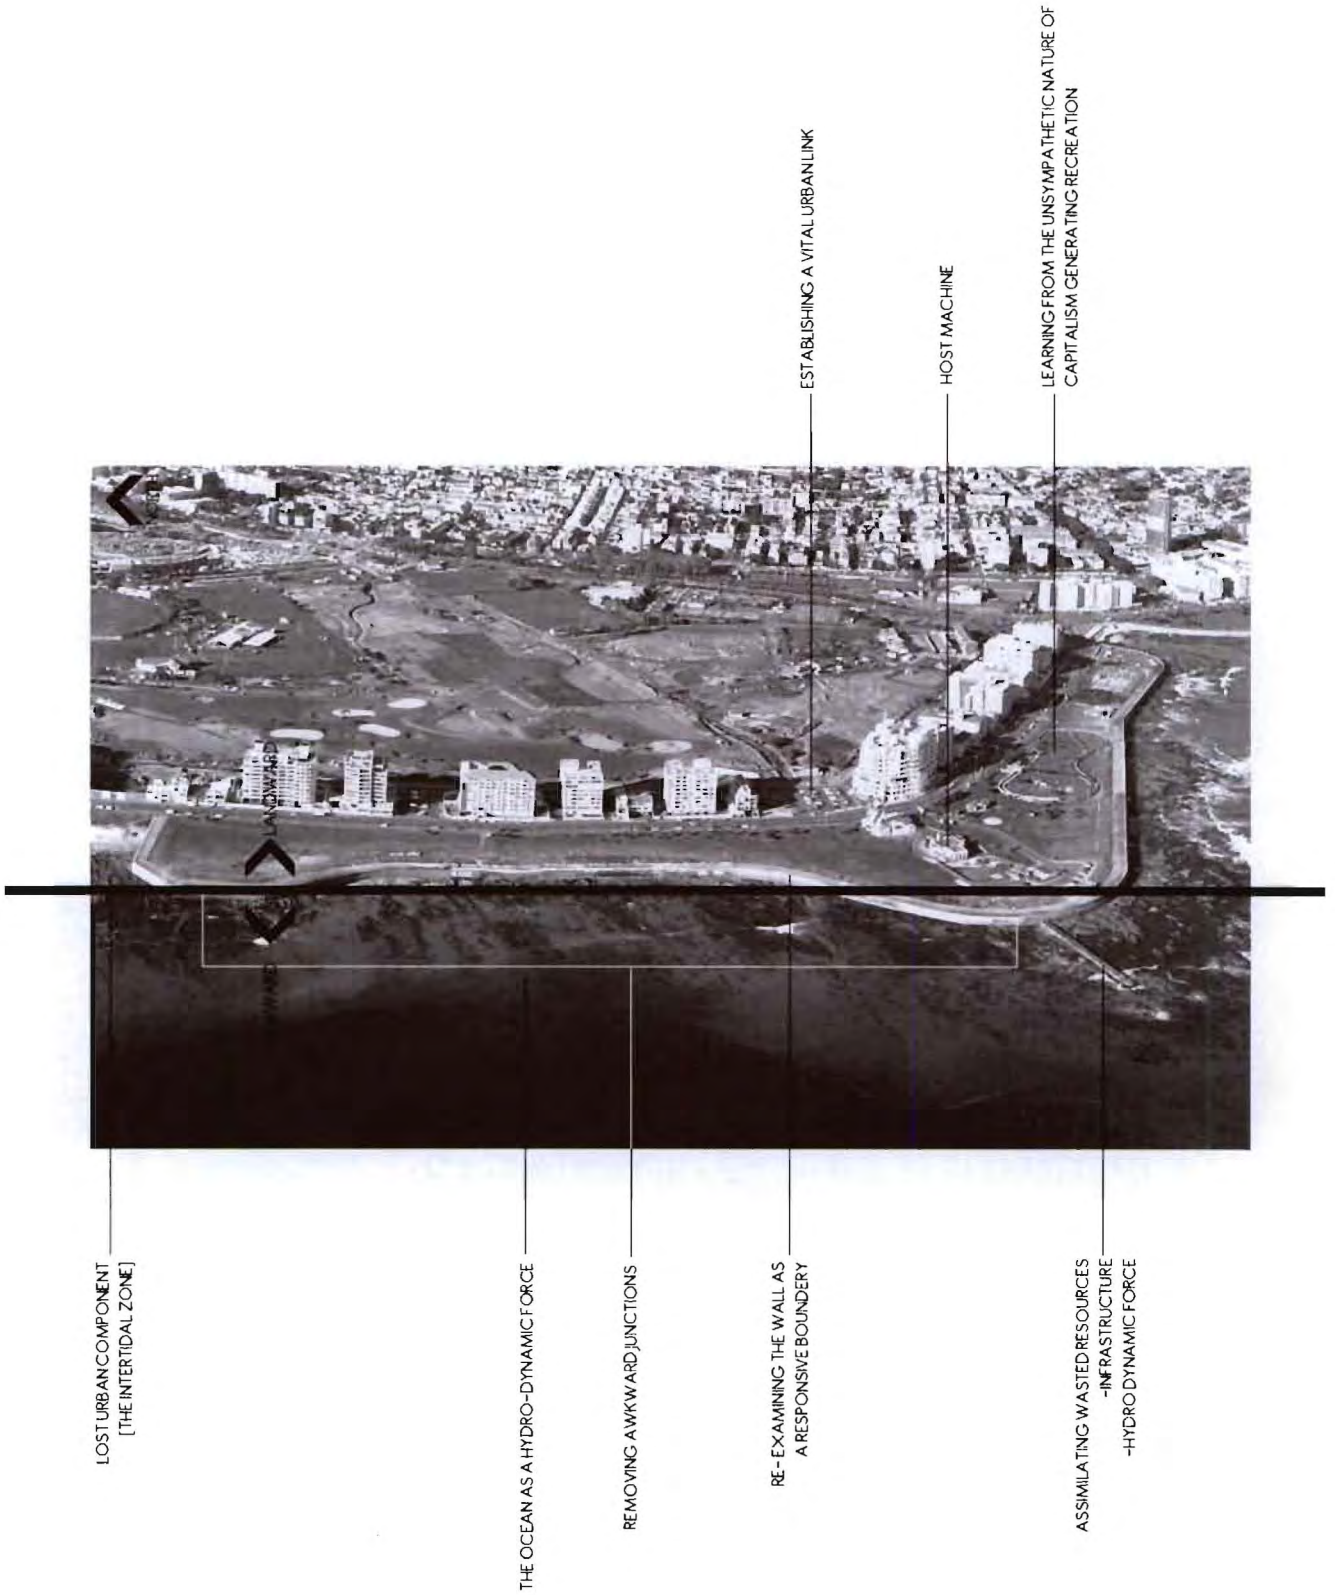 LEARNING FROM THE UNSYMPATHETIC NATURE OF
CAPITALISM GENERATING RECREATION
HOST MACHINE
ESTABLISHING A VITAL URBAN LINK
LANDWARD
LOST URBAN COMPONENT
[THE INTERTIDAL ZONE]
THE OCEAN AS A HYDRO-DYNAMIC FORCE
REMOVING AWKWARD JUNCTIONS
RE- EXAMINING THE WALL AS
A RESPONSIVE BOUNDERY
ASSIMILATING WASTED RESOURCES
-INFRASTRUCTURE
-HYDRO DYNAMIC FORCE